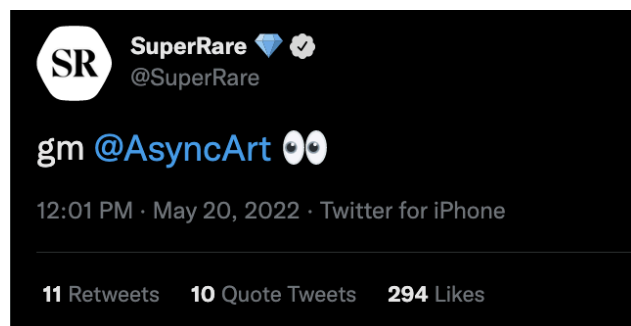 SR
SuperRare 💎
@SuperRare
gm @AsyncArt 👀
12:01 PM · May 20, 2022 · Twitter for iPhone
11 Retweets 10 Quote Tweets 294 Likes